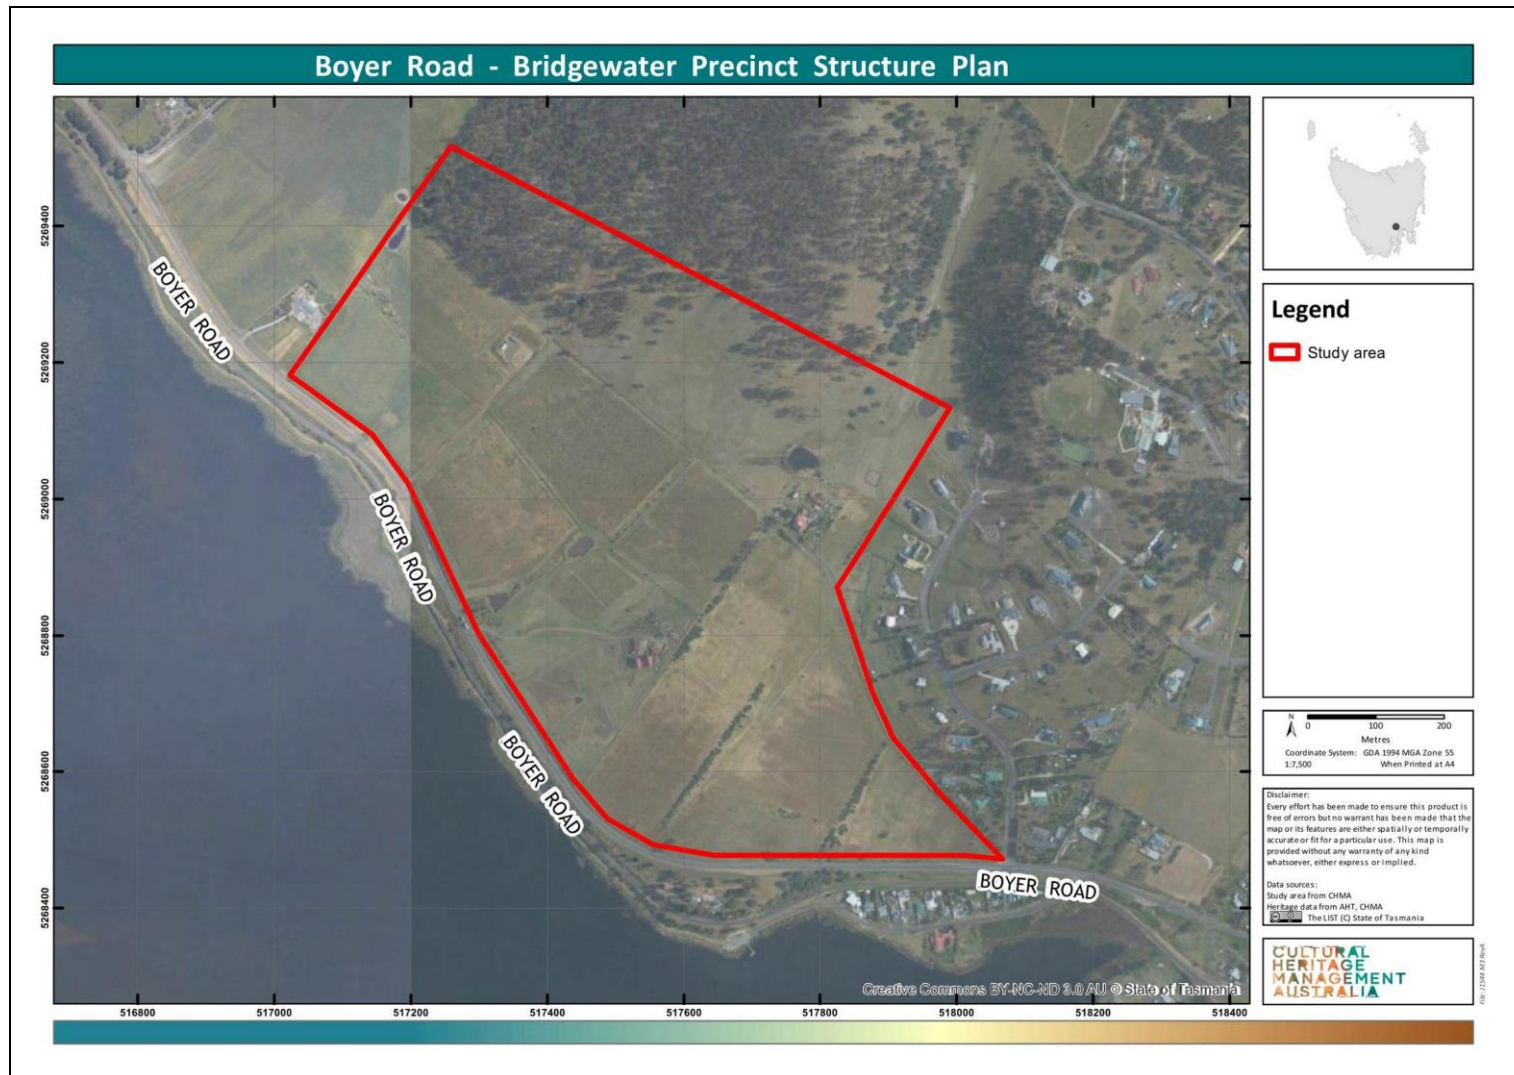 Boyer Road - Bridgewater Precinct Structure Plan
BOYER ROAD
BOYER ROAD
BOYER ROAD
BOYER ROAD
5269400
5269200
5269000
5268800
5268600
5268400
516800
517000
517200
517400
517600
517800
518000
518200
518400
Creative Commons BY-NC-ND 3.0 AU © State of Tasmania
Legend
Study area
N
0 100 200
Metres
Coordinate System: GDA 1994 MGA Zone 55
1:7,500 When Printed at A4
Disclaimer:
Every effort has been made to ensure this product is
free of errors but no warrant has been made that the
map or its features are either spatially or temporally
accurate or fit for a particular use. This map is
provided without any warranty of any kind
whatsoever, either express or implied.
Data sources:
Study area from CHMA
Heritage data from AHT, CHMA
The LIST (C) State of Tasmania
CULTURAL
HERITAGE
MANAGEMENT
AUSTRALIA